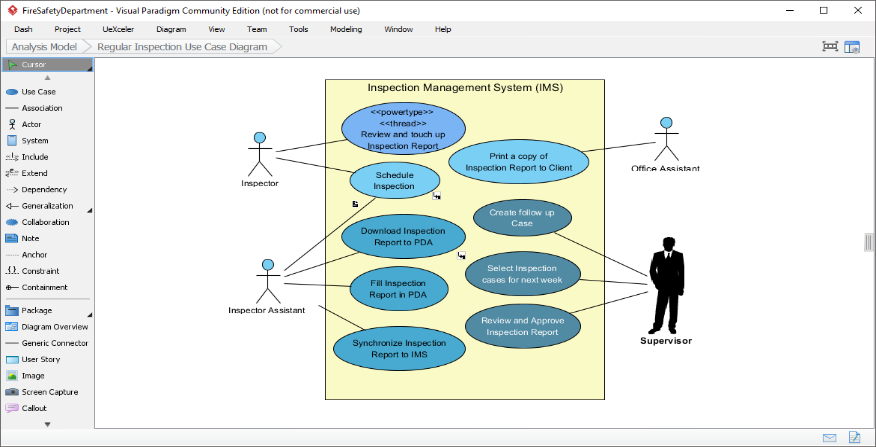 FireSafetyDepartment - Visual Paradigm Community Edition (not for commercial use)
Dash Project UeXceler Diagram View Team Tools Modeling Window Help
Analysis Model Regular Inspection Use Case Diagram
Cursor
Use Case
Association
Actor
System
Include
Extend
Dependency
Generalization
Collaboration
Note
Anchor
Constraint
Containment
Package
Diagram Overview
Generic Connector
User Story
Image
Screen Capture
Callout
Inspection Management System (IMS)
<<powertype>>
<<thread>>
Review and touch up
Inspection Report
Print a copy of
Inspection Report to Client
Inspector
Office Assistant
Schedule
Inspection
Create follow up
Case
Download Inspection
Report to PDA
Select Inspection
cases for next week
Fill Inspection
Report in PDA
Inspector Assistant
Review and Approve
Inspection Report
Supervisor
Synchronize Inspection
Report to IMS